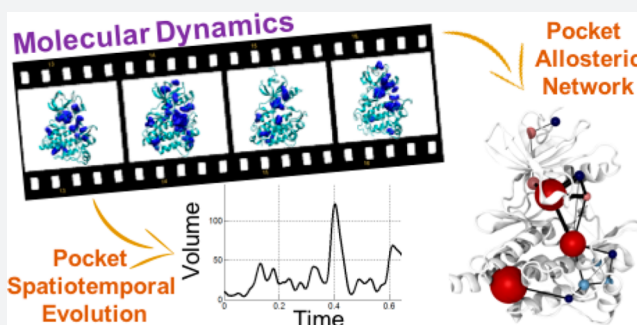 Molecular Dynamics
Pocket
Allosteric
Network
Pocket
Spatiotemporal
Evolution
Volume
100
50
0
0
0.2
0.4
0.6
Time